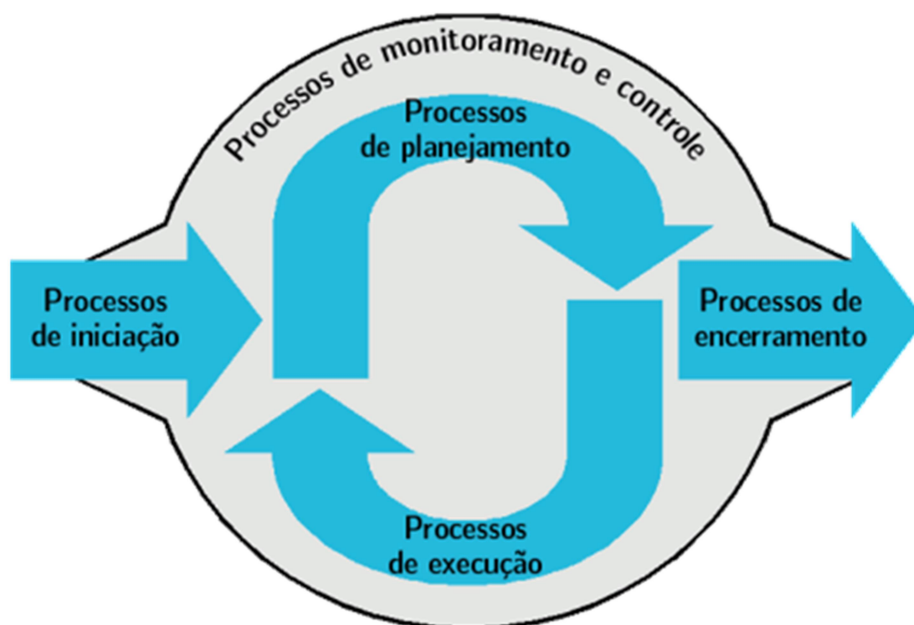 Processos de monitoramento e controle
Processos
de planejamento
Processos
de iniciação
Processos de
encerramento
Processos
de execução